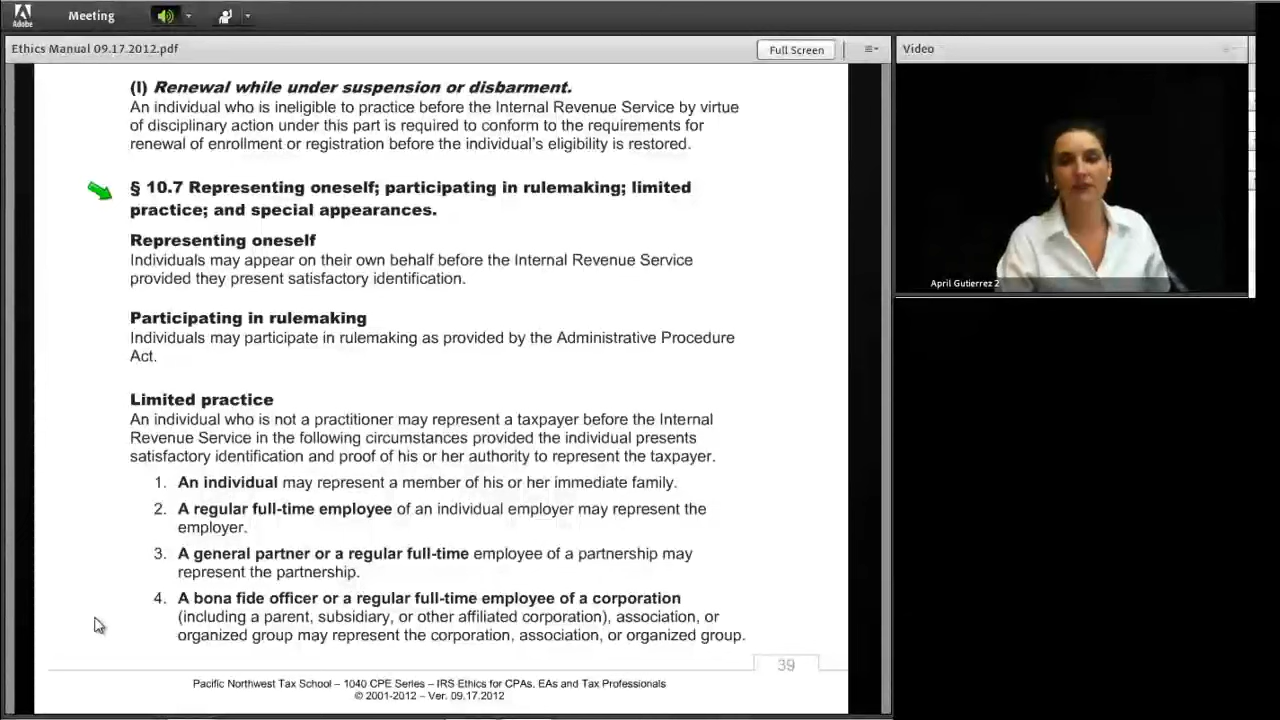 Adobe
Meeting
Ethics Manual 09.17.2012.pdf
Full Screen
Video
(l) Renewal while under suspension or disbarment.
An individual who is ineligible to practice before the Internal Revenue Service by virtue
of disciplinary action under this part is required to conform to the requirements for
renewal of enrollment or registration before the individual's eligibility is restored.
§ 10.7 Representing oneself; participating in rulemaking; limited
practice; and special appearances.
Representing oneself
Individuals may appear on their own behalf before the Internal Revenue Service
provided they present satisfactory identification.
Participating in rulemaking
Individuals may participate in rulemaking as provided by the Administrative Procedure
Act.
Limited practice
An individual who is not a practitioner may represent a taxpayer before the Internal
Revenue Service in the following circumstances provided the individual presents
satisfactory identification and proof of his or her authority to represent the taxpayer.
1. An individual may represent a member of his or her immediate family.
2. A regular full-time employee of an individual employer may represent the
employer.
3. A general partner or a regular full-time employee of a partnership may
represent the partnership.
4. A bona fide officer or a regular full-time employee of a corporation
(including a parent, subsidiary, or other affiliated corporation), association, or
organized group may represent the corporation, association, or organized group.
39
Pacific Northwest Tax School – 1040 CPE Series – IRS Ethics for CPAs, EAs and Tax Professionals
© 2001-2012 – Ver. 09.17.2012
April Gutierrez 2